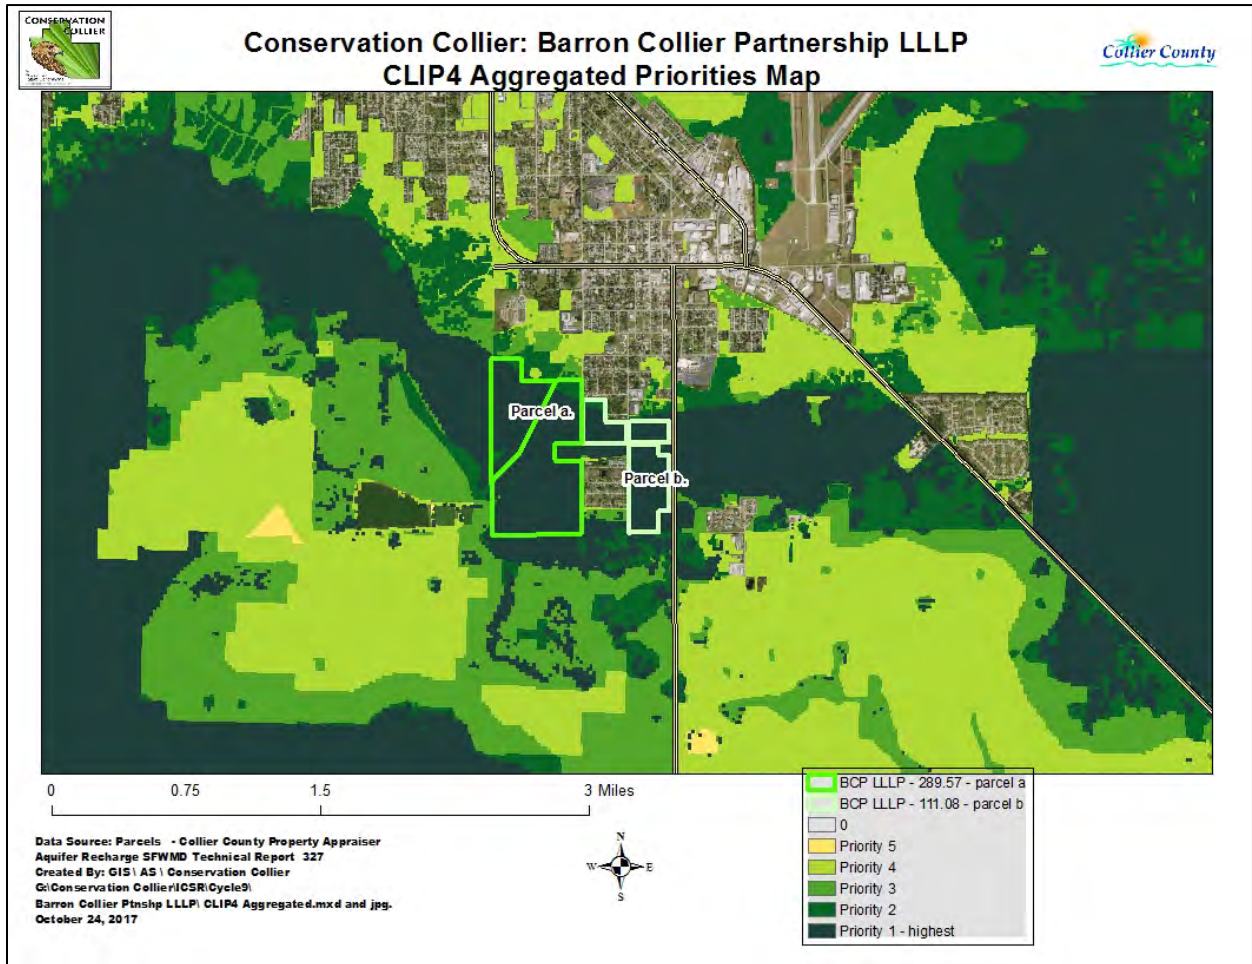 CONSERVATION
COLLIER
Conservation Collier: Barron Collier Partnership LLLP
CLIP4 Aggregated Priorities Map
Collier County
Parcel a.
Parcel b.
0 0.75 1.5 3 Miles
Data Source: Parcels - Collier County Property Appraiser
Aquifer Recharge SFWMD Technical Report 327
Created By: GIS \ AS \ Conservation Collier
G:\Conservation Collier\ICSR\Cycle9\
Barron Collier Ptnshp LLLP\ CLIP4 Aggregated.mxd and jpg.
October 24, 2017
N
W E
S
BCP LLLP - 289.57 - parcel a
BCP LLLP - 111.08 - parcel b
0
Priority 5
Priority 4
Priority 3
Priority 2
Priority 1 - highest